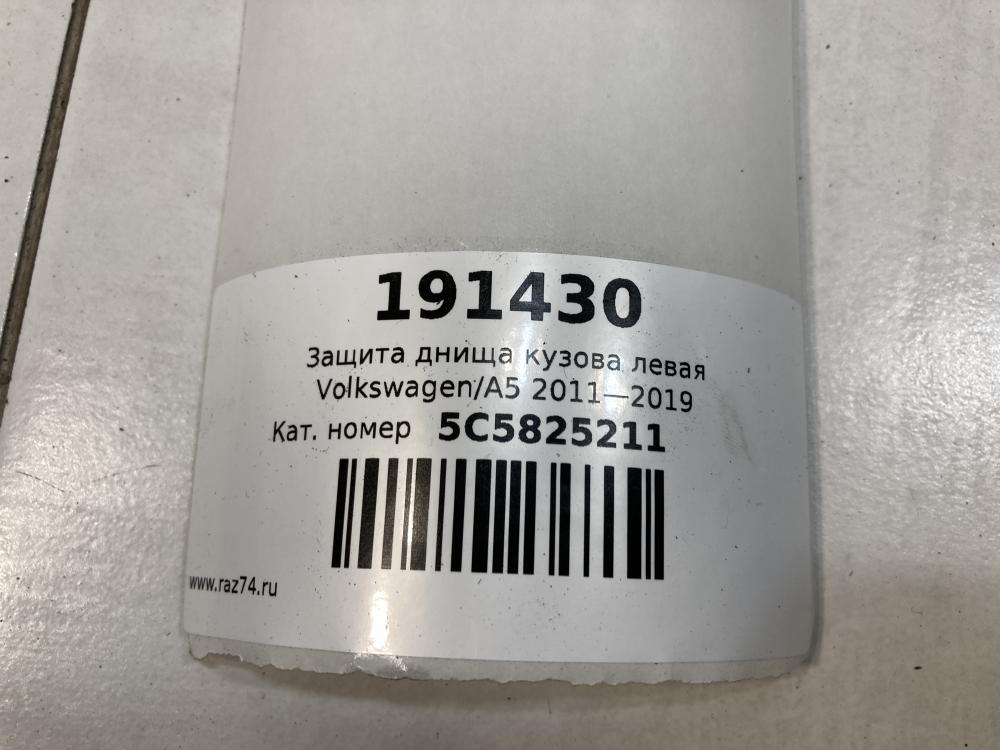 191430
Защита днища кузова левая
Volkswagen/A5 2011—2019
Кат. номер 5C5825211
www.raz74.ru